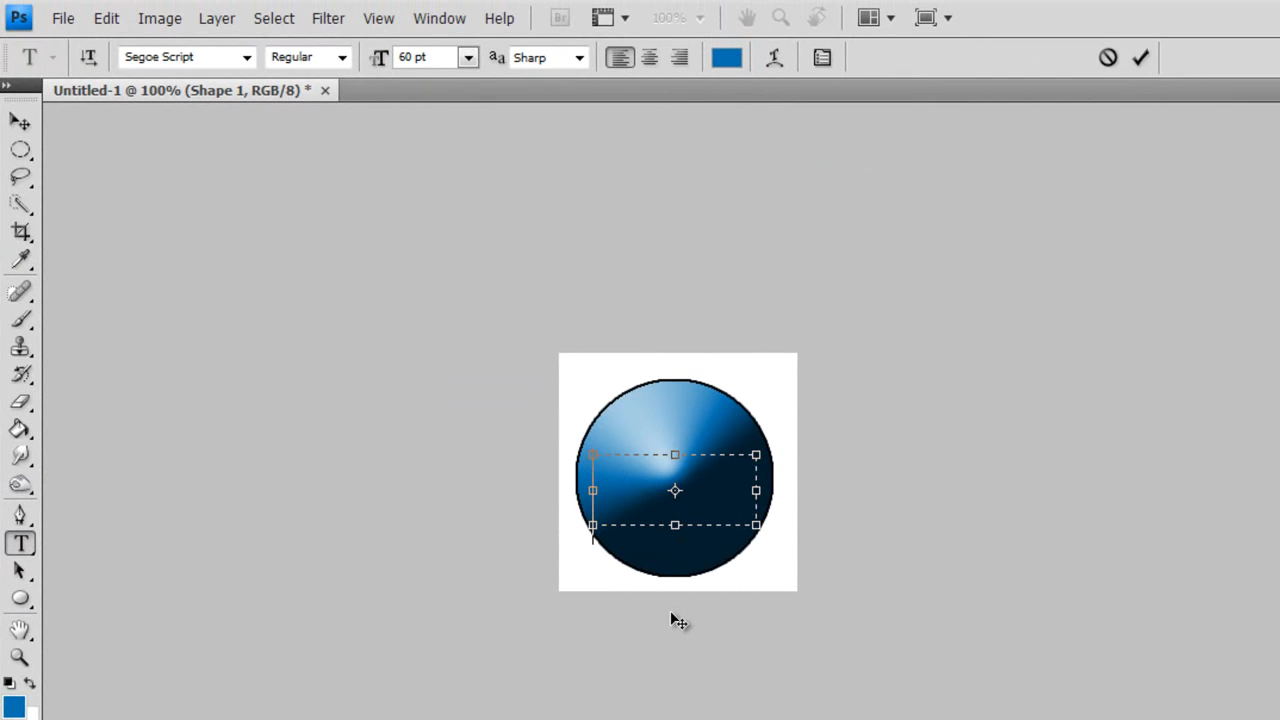 Ps File Edit Image Layer Select Filter View Window Help Br 100%
T T Segoe Script Regular T 60 pt aa Sharp T
Untitled-1 @ 100% (Shape 1, RGB/8) * ×
T